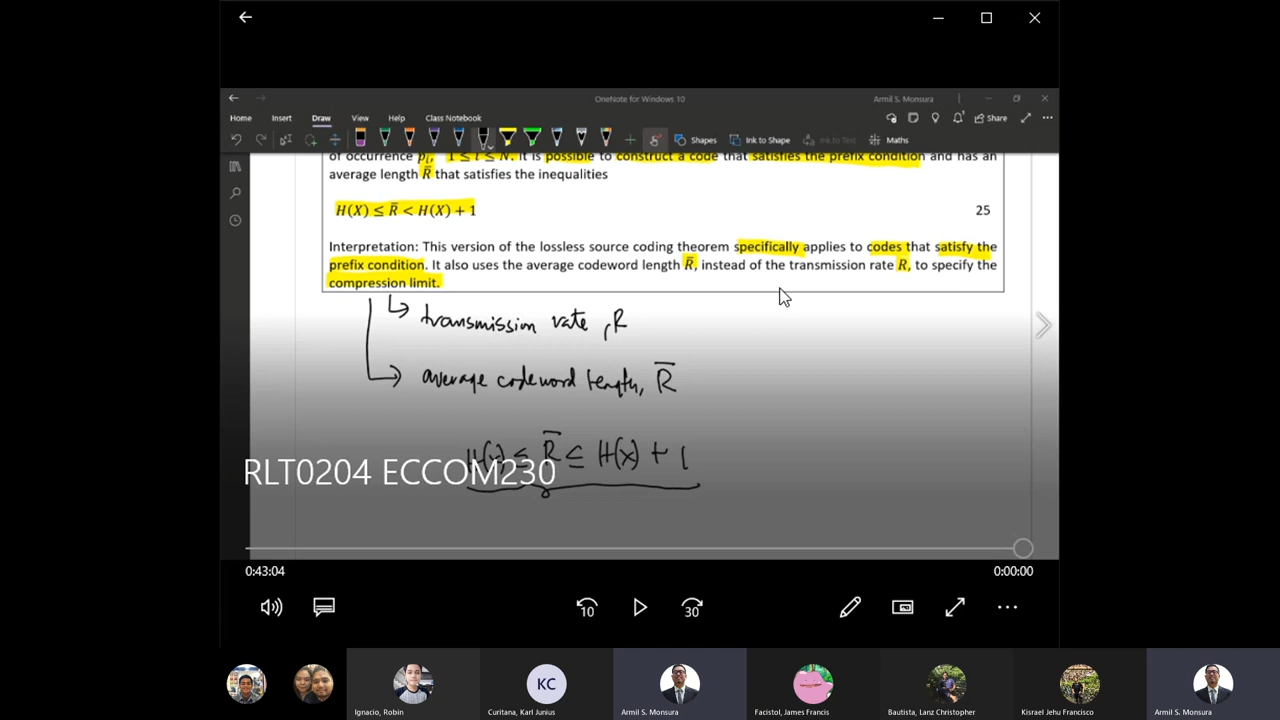 OneNote for Windows 10
Armil S. Monsura
Home Insert Draw View Help Class Notebook
Share
Shapes Ink to Shape Ink to Text Maths
of occurrence pᵢ, 1 ≤ i ≤ N. It is possible to construct a code that satisfies the prefix condition and has an
average length R̄ that satisfies the inequalities
H(X) ≤ R̄ < H(X) + 1 25
Interpretation: This version of the lossless source coding theorem specifically applies to codes that satisfy the
prefix condition. It also uses the average codeword length R̄, instead of the transmission rate R, to specify the
compression limit.
transmission rate, R
average codeword length, R̄
H(x) ≤ R̄ ≤ H(x) + 1
RLT0204 ECCOM230
0:43:04 0:00:00
10 30
KC
Ignacio, Robin
Curitana, Karl Junius
Armil S. Monsura
Facistol, James Francis
Bautista, Lanz Christopher
Kisrael Jehu Francisco
Armil S. Monsura